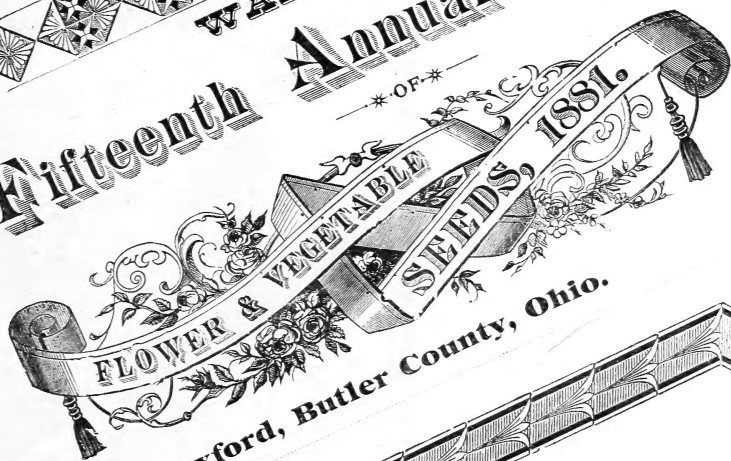 Fifteenth Annual
OF
FLOWER & VEGETABLE
SEEDS, 1881.
Butler County, Ohio.